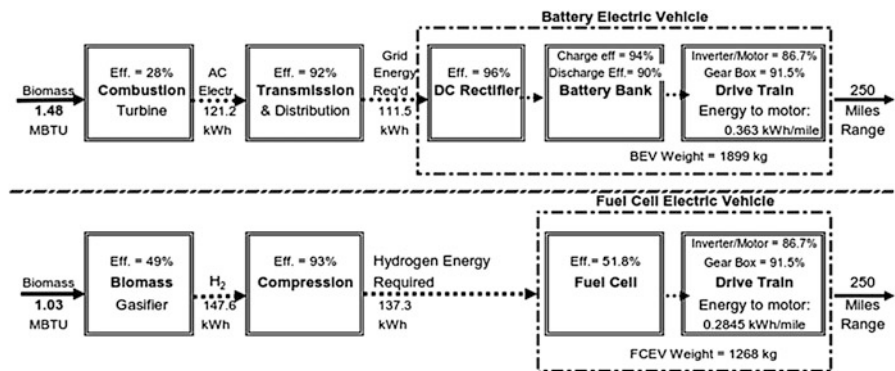 Battery Electric Vehicle
Biomass
1.48
MBTU
Eff. = 28%
Combustion
Turbine
AC
Electr.
121.2
kWh
Eff. = 92%
Transmission
& Distribution
Grid
Energy
Req'd
111.5
kWh
Eff. = 96%
DC Rectifier
Charge eff = 94%
Discharge Eff.= 90%
Battery Bank
Inverter/Motor = 86.7%
Gear Box = 91.5%
Drive Train
Energy to motor:
0.363 kWh/mile
250
Miles
Range
BEV Weight = 1899 kg
Fuel Cell Electric Vehicle
Biomass
1.03
MBTU
Eff. = 49%
Biomass
Gasifier
H2
147.6
kWh
Eff. = 93%
Compression
Hydrogen Energy
Required
137.3
kWh
Eff.= 51.8%
Fuel Cell
Inverter/Motor = 86.7%
Gear Box = 91.5%
Drive Train
Energy to motor:
0.2845 kWh/mile
250
Miles
Range
FCEV Weight = 1268 kg